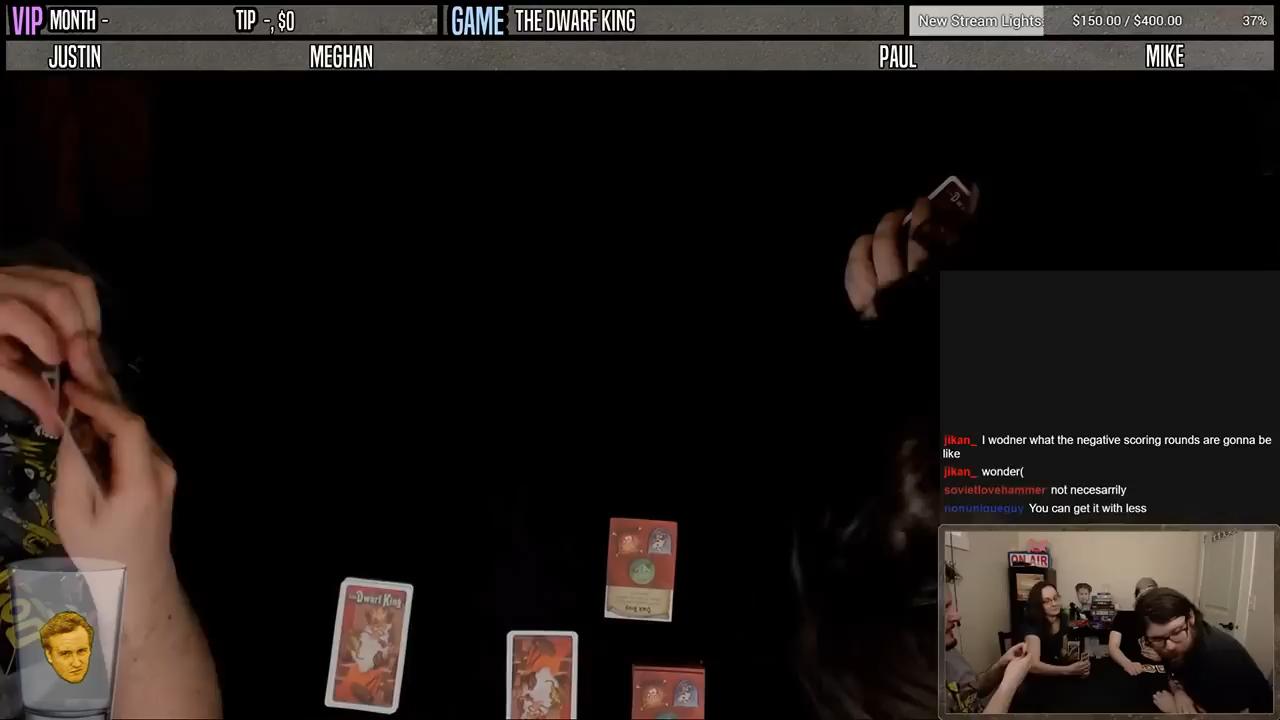 VIP MONTH -
TIP -, $0
GAME THE DWARF KING
New Stream Lights:
$150.00 / $400.00
37%
JUSTIN
MEGHAN
PAUL
MIKE
jikan_ I wodner what the negative scoring rounds are gonna be
like
jikan_ wonder(
sovietlovehammer not necesarrily
nonuniqueguy You can get it with less
Dwarf King
ON AIR